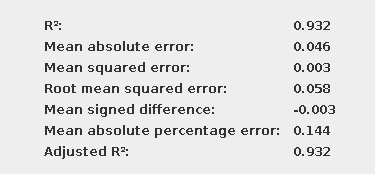 R²: 0.932
Mean absolute error: 0.046
Mean squared error: 0.003
Root mean squared error: 0.058
Mean signed difference: -0.003
Mean absolute percentage error: 0.144
Adjusted R²: 0.932